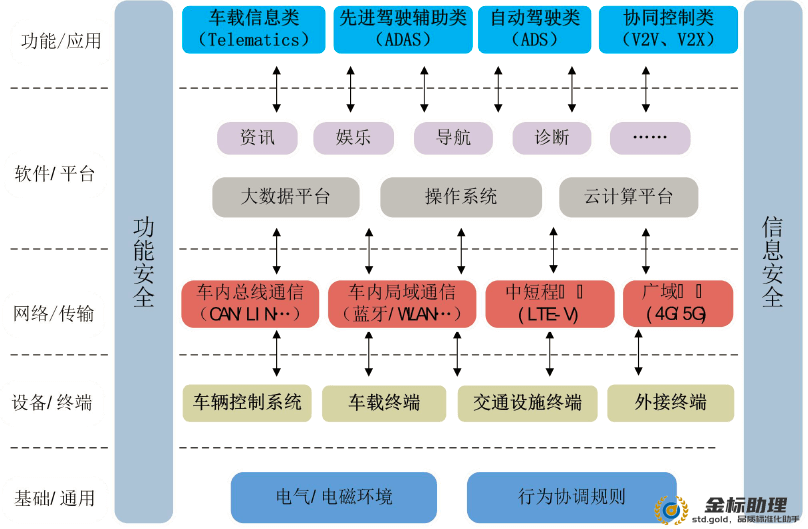 功能/应用
车载信息类
（Telematics）
先进驾驶辅助类
（ADAS）
自动驾驶类
（ADS）
协同控制类
（V2V、V2X）
软件/平台
资讯
娱乐
导航
诊断
……
大数据平台
操作系统
云计算平台
功能安全
信息安全
网络/传输
车内总线通信
（CAN/LIN…）
车内局域通信
（蓝牙/WLAN…）
中短程
(LTE-V)
广域
(4G/5G)
设备/终端
车辆控制系统
车载终端
交通设施终端
外接终端
基础/通用
电气/电磁环境
行为协调规则
金标助理
std.gold，品质标准化助手